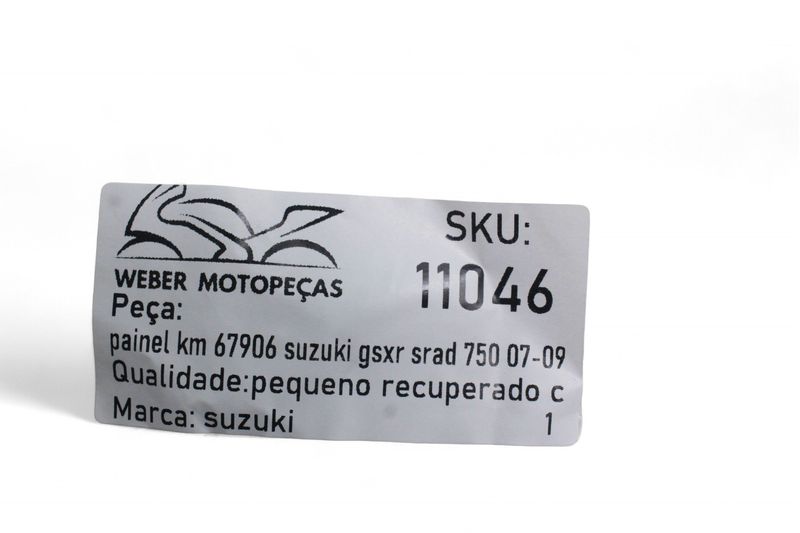 WEBER MOTOPEÇAS
SKU:
11046
Peça:
painel km 67906 suzuki gsxr srad 750 07-09
Qualidade:pequeno recuperado c
Marca: suzuki 1